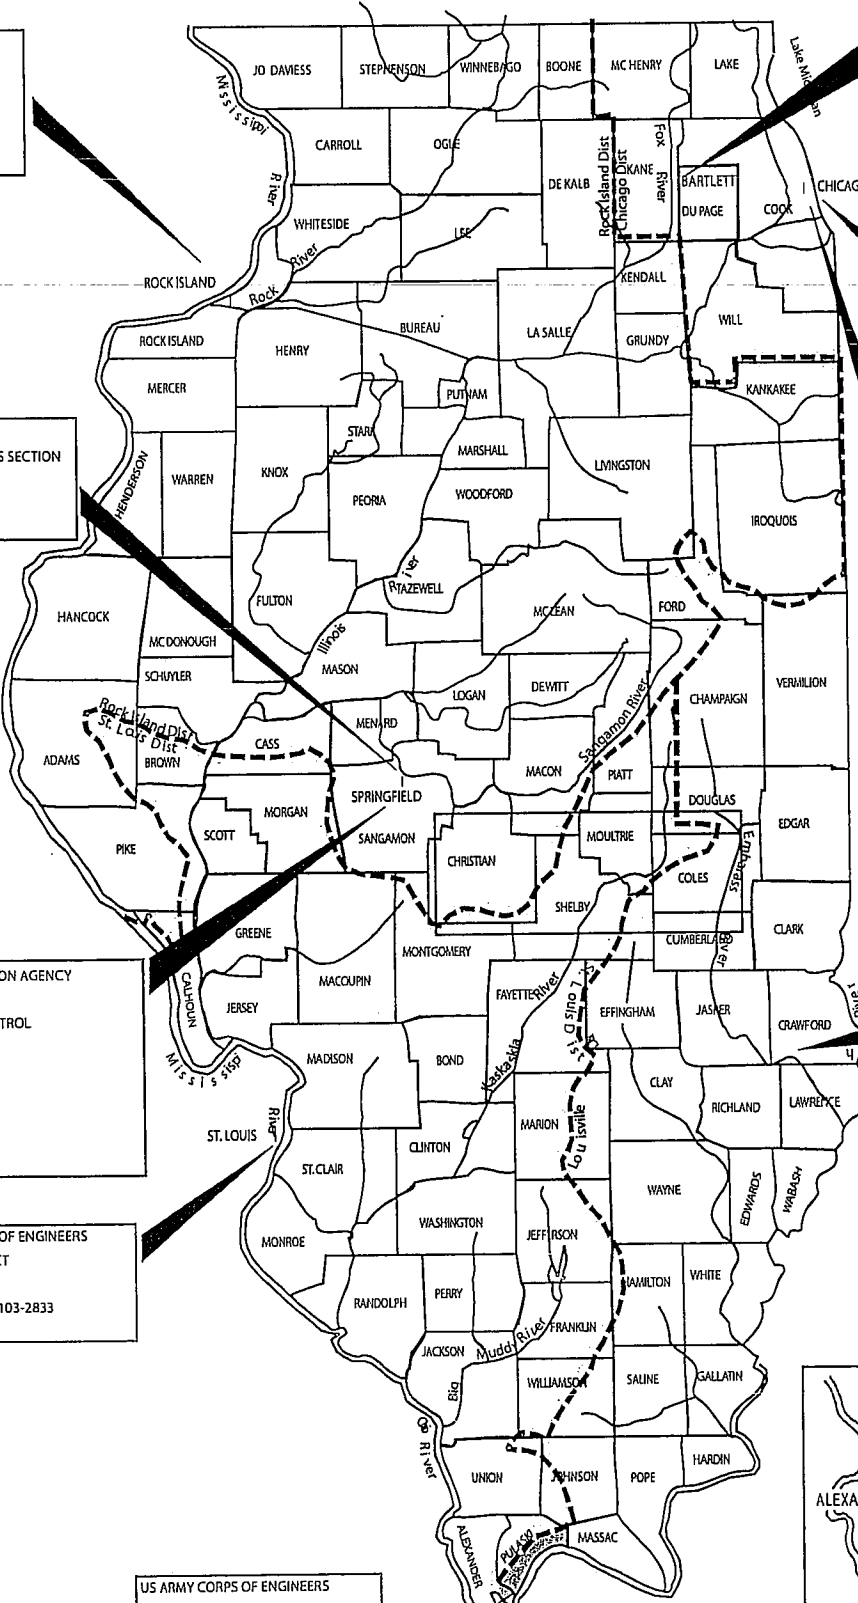 JO DAVIESS
STEPHENSON
WINNEBAGO
BOONE
MC HENRY
LAKE
Mississippi
River
CARROLL
OGLE
DE KALB
Rock Island Dist
Chicago Dist
KANE
Fox
River
BARTLETT
DU PAGE
COOK
CHICAG
WHITESIDE
LEE
River
Rock
ROCK ISLAND
KENDALL
ROCK ISLAND
HENRY
BUREAU
LA SALLE
GRUNDY
WILL
MERCER
PUTNAM
KANKAKEE
STARK
MARSHALL
S SECTION
HENDERSON
WARREN
KNOX
PEORIA
WOODFORD
LIVINGSTON
IROQUOIS
River
HANCOCK
FULTON
TAZEWELL
MCLEAN
FORD
MC DONOUGH
Illinois
SCHUYLER
MASON
LOGAN
DEWITT
CHAMPAIGN
VERMILION
Rock Island Dist
St. Louis Dist
MENARD
Sangamon River
ADAMS
BROWN
CASS
MACON
PIATT
SPRINGFIELD
DOUGLAS
EDGAR
PIKE
SCOTT
MORGAN
SANGAMON
CHRISTIAN
MOULTRIE
COLES
Embarass
River
SHELBY
GREENE
MONTGOMERY
CUMBERLAND
CLARK
ON AGENCY
TROL
CALHOUN
MACOUPIN
JERSEY
FAYETTE
River
Kaskaskia
St. Louis Dist
EFFINGHAM
JASPER
CRAWFORD
Mississippi
River
MADISON
BOND
CLAY
RICHLAND
LAWRENCE
ST. LOUIS
MARION
Louisville
CLINTON
ST. CLAIR
WAYNE
EDWARDS
WABASH
OF ENGINEERS
CT
103-2833
MONROE
WASHINGTON
JEFFERSON
RANDOLPH
PERRY
HAMILTON
WHITE
FRANKLIN
JACKSON
Muddy River
Big
WILLIAMSON
SALINE
GALLATIN
River
UNION
JOHNSON
POPE
HARDIN
ALEXANDER
PULASKI
MASSAC
ALEXA
US ARMY CORPS OF ENGINEERS